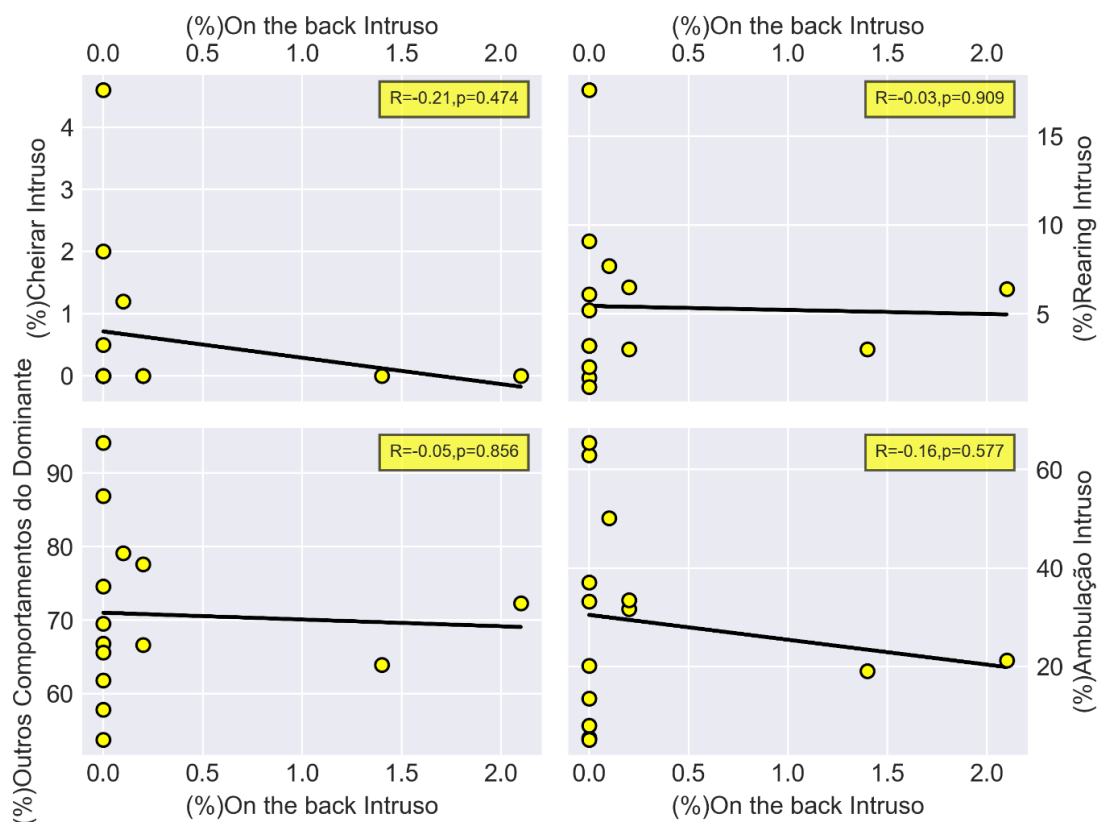 (%)On the back Intruso
0.0 0.5 1.0 1.5 2.0
R=-0.21,p=0.474
4
3
2
1
0
(%)Cheirar Intruso
(%)On the back Intruso
0.0 0.5 1.0 1.5 2.0
R=-0.03,p=0.909
15
10
5
(%)Rearing Intruso
R=-0.05,p=0.856
90
80
70
60
(%)Outros Comportamentos do Dominante
0.0 0.5 1.0 1.5 2.0
(%)On the back Intruso
R=-0.16,p=0.577
60
40
20
(%)Ambulação Intruso
0.0 0.5 1.0 1.5 2.0
(%)On the back Intruso